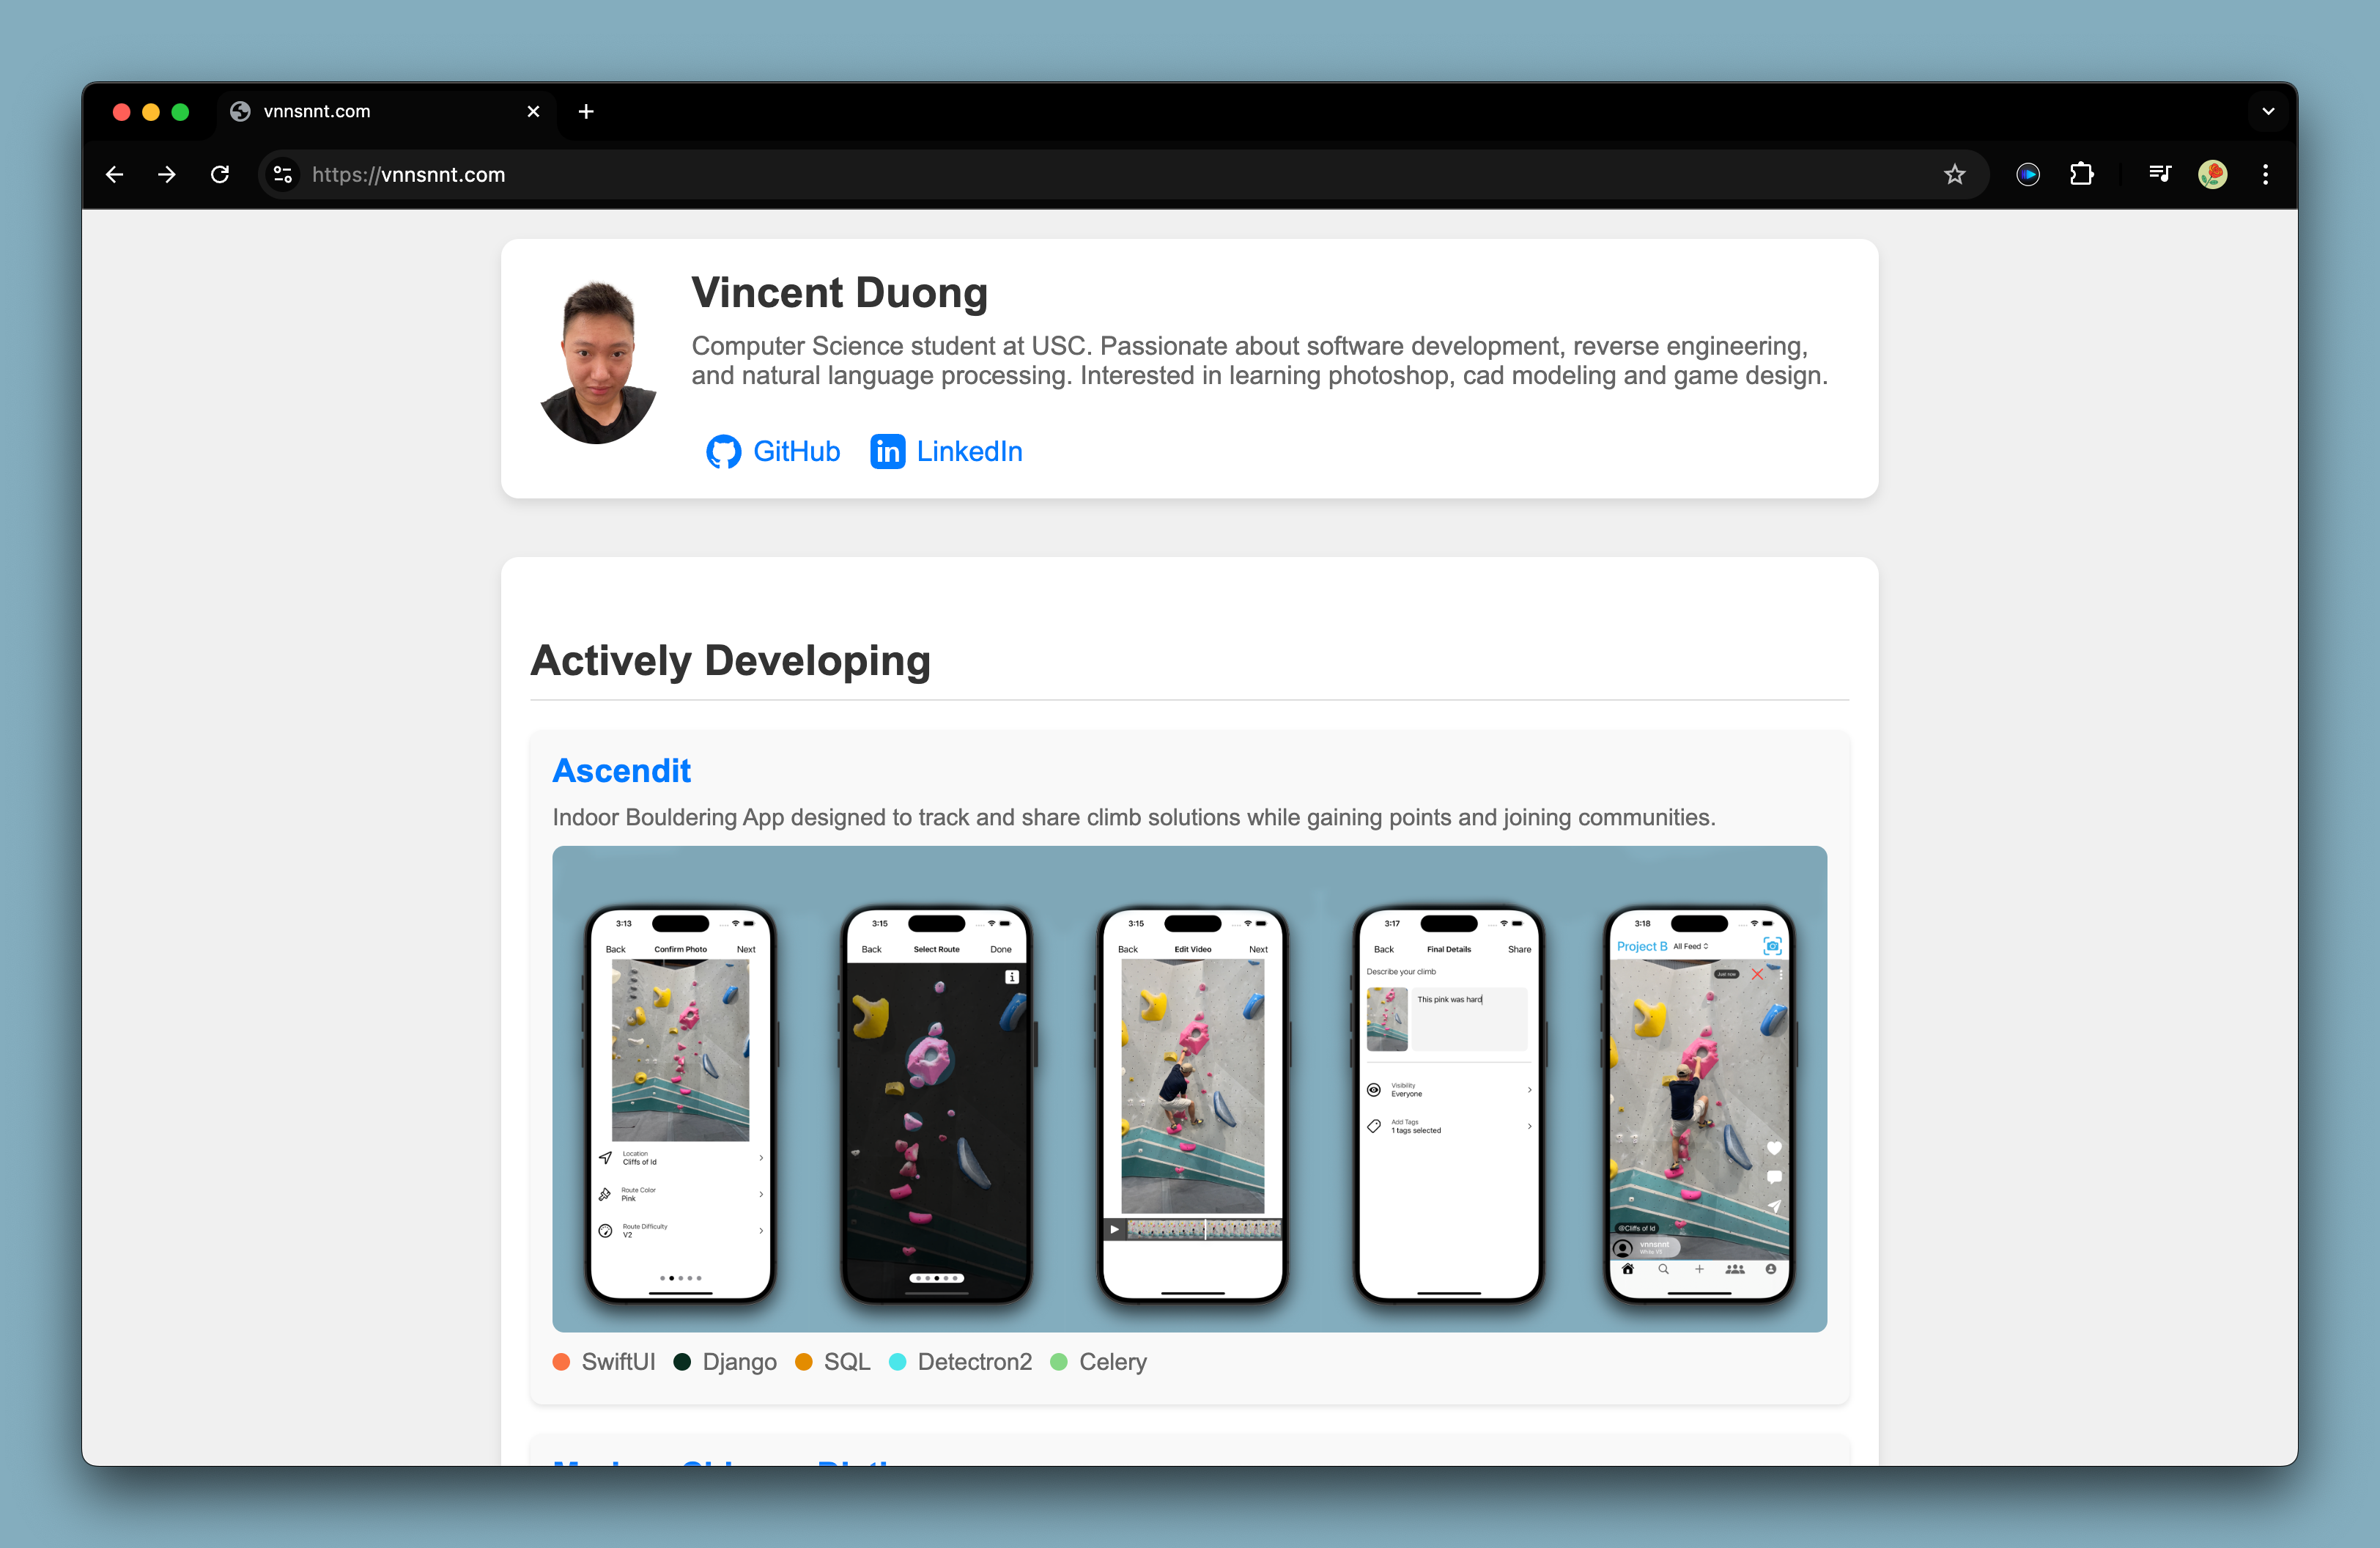 vnnsnnt.com
https://vnnsnnt.com
Vincent Duong
Computer Science student at USC. Passionate about software development, reverse engineering,
and natural language processing. Interested in learning photoshop, cad modeling and game design.
GitHub
LinkedIn
Actively Developing
Ascendit
Indoor Bouldering App designed to track and share climb solutions while gaining points and joining communities.
3:13
Back Confirm Photo Next
Location
Cliffs of Id
Route Color
Pink
Route Difficulty
V2
3:15
Back Select Route Done
3:15
Back Edit Video Next
3:17
Back Final Details Share
Describe your climb
This pink was hard
Visibility
Everyone
Add Tags
1 tags selected
3:18
Project B All Feed
Just now
@Cliffs of Id
vnnsnnt
SwiftUI Django SQL Detectron2 Celery